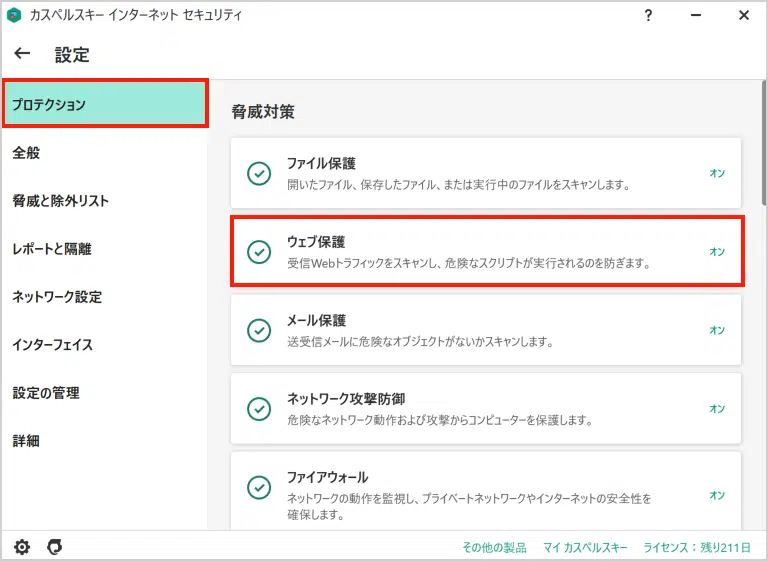 カスペルスキー インターネット セキュリティ
?
設定
プロテクション
全般
脅威と除外リスト
レポートと隔離
ネットワーク設定
インターフェイス
設定の管理
詳細
脅威対策
ファイル保護
開いたファイル、保存したファイル、または実行中のファイルをスキャンします。
オン
ウェブ保護
受信Webトラフィックをスキャンし、危険なスクリプトが実行されるのを防ぎます。
オン
メール保護
送受信メールに危険なオブジェクトがないかスキャンします。
オン
ネットワーク攻撃防御
危険なネットワーク動作および攻撃からコンピューターを保護します。
オン
ファイアウォール
ネットワークの動作を監視し、プライベートネットワークやインターネットの安全性を
確保します。
オン
その他の製品 マイ カスペルスキー ライセンス：残り211日